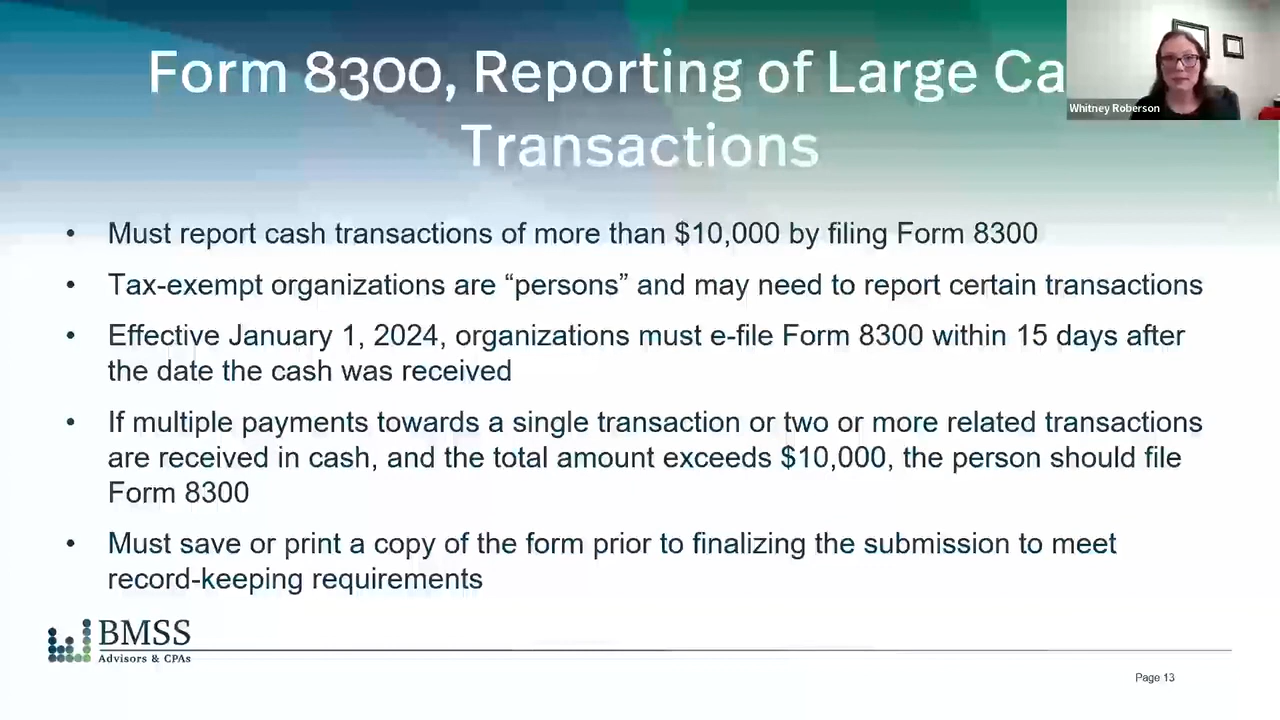 Form 8300, Reporting of Large Ca
Transactions
Whitney Roberson
• Must report cash transactions of more than $10,000 by filing Form 8300
• Tax-exempt organizations are “persons” and may need to report certain transactions
• Effective January 1, 2024, organizations must e-file Form 8300 within 15 days after
the date the cash was received
• If multiple payments towards a single transaction or two or more related transactions
are received in cash, and the total amount exceeds $10,000, the person should file
Form 8300
• Must save or print a copy of the form prior to finalizing the submission to meet
record-keeping requirements
BMSS
Advisors & CPAs
Page 13